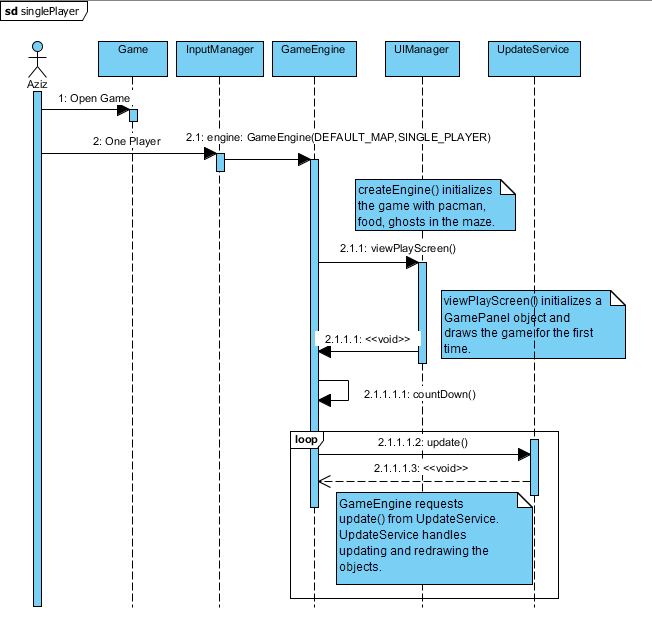 sd singlePlayer
Game
InputManager
GameEngine
UIManager
UpdateService
Aziz
1: Open Game
2: One Player
2.1: engine: GameEngine(DEFAULT_MAP,SINGLE_PLAYER)
createEngine() initializes
the game with pacman,
food, ghosts in the maze.
2.1.1: viewPlayScreen()
viewPlayScreen() initializes a
GamePanel object and
draws the game for the first
time.
2.1.1.1: <<void>>
2.1.1.1.1: countDown()
loop
2.1.1.1.2: update()
2.1.1.1.3: <<void>>
GameEngine requests
update() from UpdateService.
UpdateService handles
updating and redrawing the
objects.